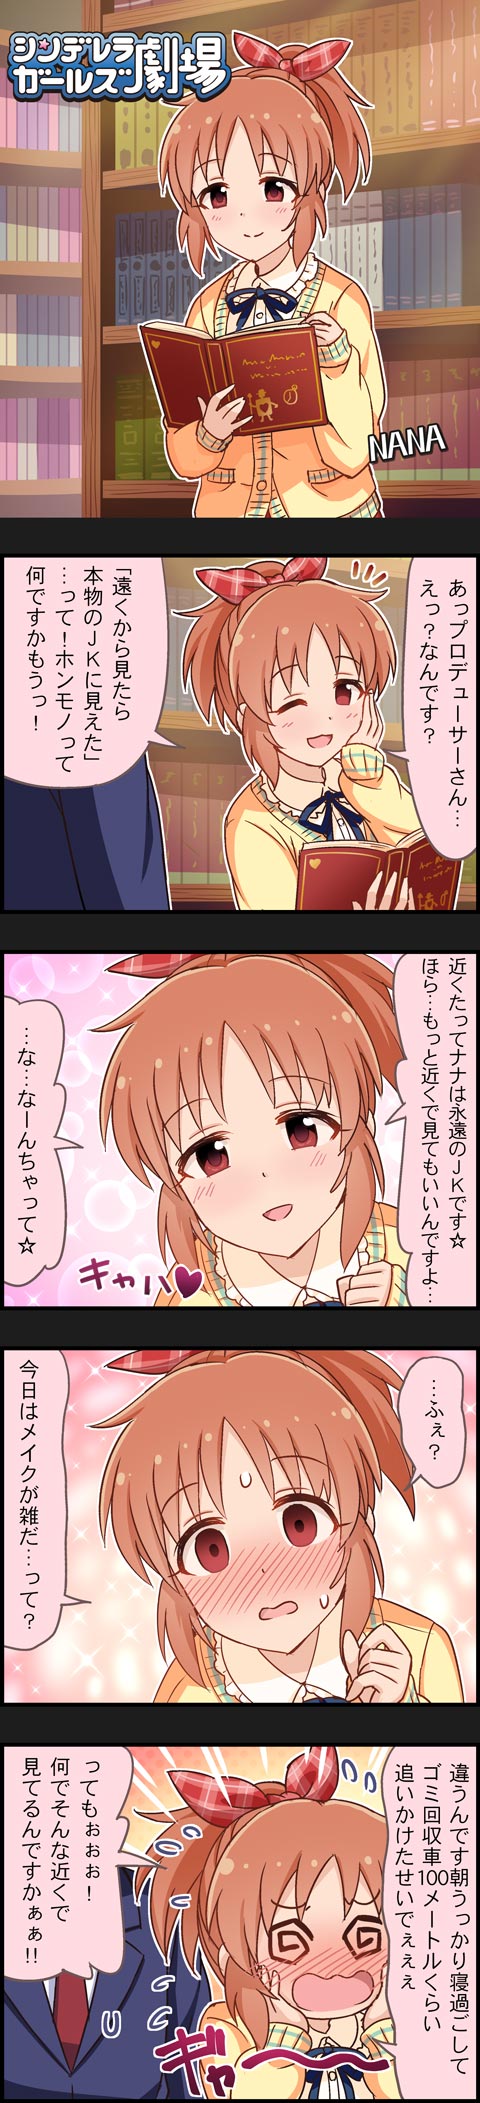 シンデレラ
ガールズ劇場
NANA
あっプロデューサーさん…
えっ?なんです?
「遠くから見たら
本物のJKに見えた」
…って!ホンモノって
何ですかもうっ!
近くたってナナは永遠のJKです☆
ほら…もっと近くで見てもいいんですよ…
…な…なーんちゃって☆
キャハ♥
…ふぇ?
今日はメイクが雑だ…って?
違うんです朝うっかり寝過ごして
ゴミ回収車100メートルくらい
追いかけたせいでぇぇぇ
ってもぉぉぉ!
何でそんな近くで
見てるんですかぁぁ!!
ギャー